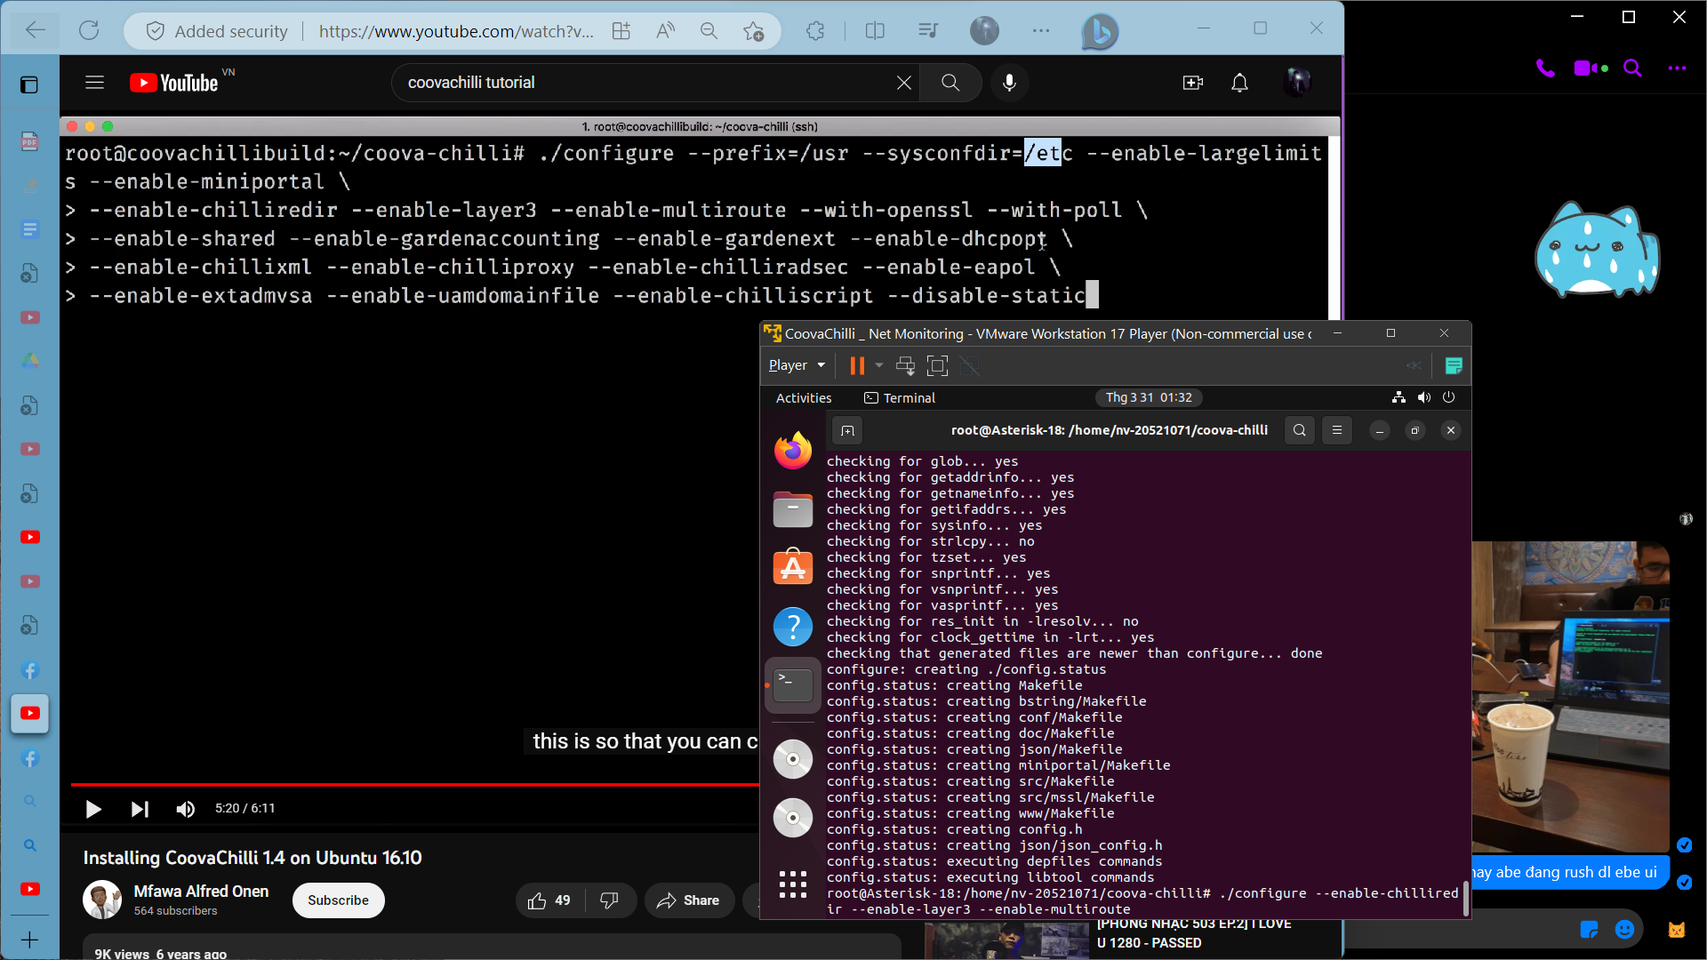 Added security
https://www.youtube.com/watch?v...
YouTube VN
coovachilli tutorial
1. root@coovachillibuild: ~/coova-chilli (ssh)
root@coovachillibuild:~/coova-chilli# ./configure --prefix=/usr --sysconfdir=/etc --enable-largelimit
s --enable-miniportal \
> --enable-chilliredir --enable-layer3 --enable-multiroute --with-openssl --with-poll \
> --enable-shared --enable-gardenaccounting --enable-gardenext --enable-dhcpopt \
> --enable-chillixml --enable-chilliproxy --enable-chilliradsec --enable-eapol \
> --enable-extadmvsa --enable-uamdomainfile --enable-chilliscript --disable-static
this is so that you can c
5:20 / 6:11
Installing CoovaChilli 1.4 on Ubuntu 16.10
Mfawa Alfred Onen
564 subscribers
Subscribe
49
Share
9K views 6 years ago
CoovaChilli _ Net Monitoring - VMware Workstation 17 Player (Non-commercial use o
Player
Activities
Terminal
Thg 3 31 01:32
root@Asterisk-18: /home/nv-20521071/coova-chilli
checking for glob... yes
checking for getaddrinfo... yes
checking for getnameinfo... yes
checking for getifaddrs... yes
checking for sysinfo... yes
checking for strlcpy... no
checking for tzset... yes
checking for snprintf... yes
checking for vsnprintf... yes
checking for vasprintf... yes
checking for res_init in -lresolv... no
checking for clock_gettime in -lrt... yes
checking that generated files are newer than configure... done
configure: creating ./config.status
config.status: creating Makefile
config.status: creating bstring/Makefile
config.status: creating conf/Makefile
config.status: creating doc/Makefile
config.status: creating json/Makefile
config.status: creating miniportal/Makefile
config.status: creating src/Makefile
config.status: creating src/mssl/Makefile
config.status: creating www/Makefile
config.status: creating config.h
config.status: creating json/json_config.h
config.status: executing depfiles commands
config.status: executing libtool commands
root@Asterisk-18:/home/nv-20521071/coova-chilli# ./configure --enable-chillired
ir --enable-layer3 --enable-multiroute
[PHONG NHẠC 503 EP.2] I LOVE
U 1280 - PASSED
nay abe đang rush dl ebe ui